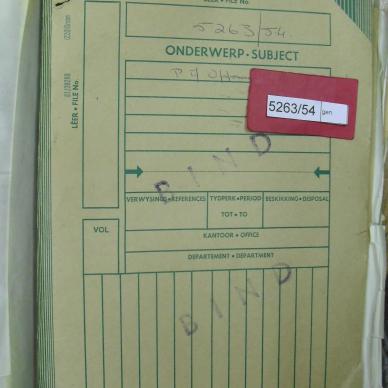 LÊER • FILE No.
5263/54.
ONDERWERP • SUBJECT
LÊER • FILE No
5263/54 gen
BIND
VERWYSINGS • REFERENCES
TYDPERK • PERIOD
BESKIKKING • DISPOSAL
TOT • TO
VOL
KANTOOR • OFFICE
DEPARTEMENT • DEPARTMENT
BIND